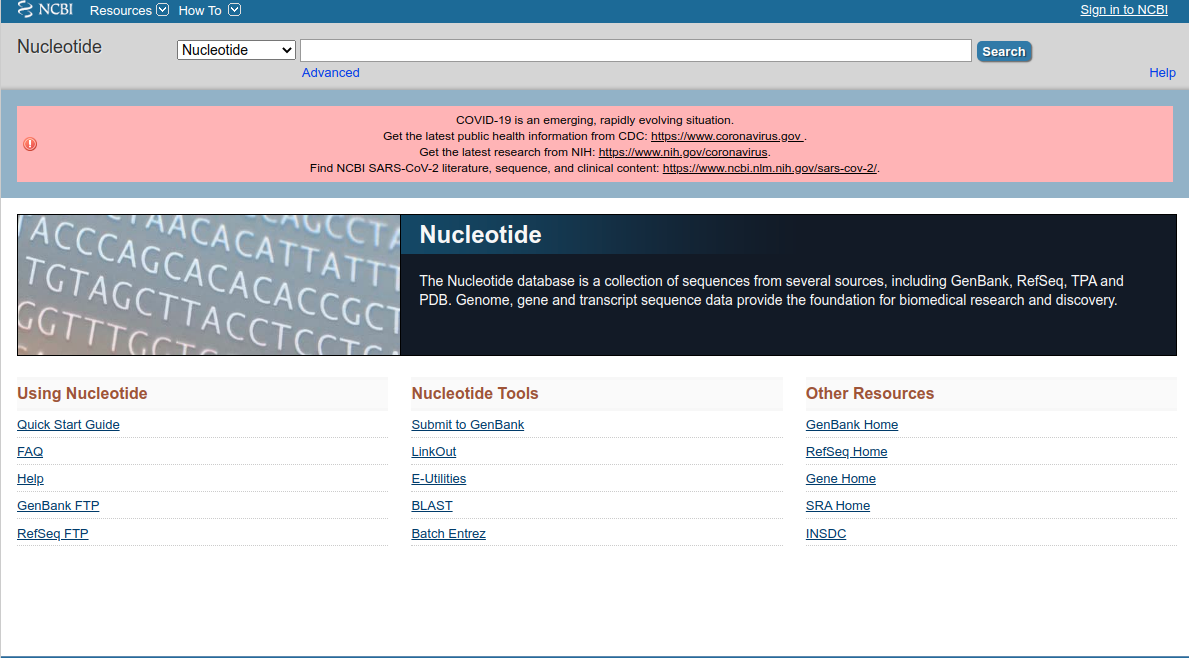 NCBI Resources How To Sign in to NCBI
Nucleotide Nucleotide Search
Advanced Help
COVID-19 is an emerging, rapidly evolving situation.
Get the latest public health information from CDC: https://www.coronavirus.gov .
Get the latest research from NIH: https://www.nih.gov/coronavirus.
Find NCBI SARS-CoV-2 literature, sequence, and clinical content: https://www.ncbi.nlm.nih.gov/sars-cov-2/.
TAACACATTATTT
ACCCAGCACACACCGCT
TGTAGCTTACCTCCT
GGTTTGGT
Nucleotide
The Nucleotide database is a collection of sequences from several sources, including GenBank, RefSeq, TPA and
PDB. Genome, gene and transcript sequence data provide the foundation for biomedical research and discovery.
Using Nucleotide
Quick Start Guide
FAQ
Help
GenBank FTP
RefSeq FTP
Nucleotide Tools
Submit to GenBank
LinkOut
E-Utilities
BLAST
Batch Entrez
Other Resources
GenBank Home
RefSeq Home
Gene Home
SRA Home
INSDC